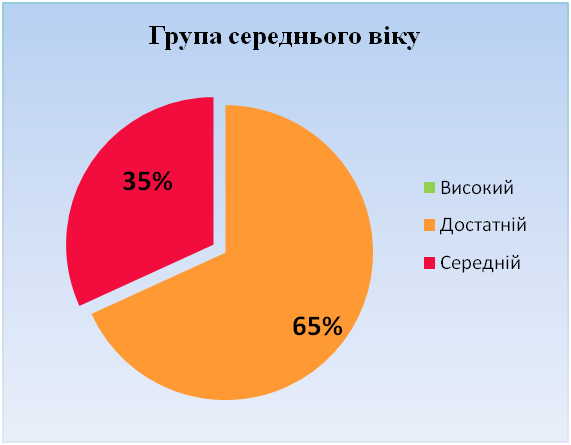 Група середнього віку
35%
65%
Високий
Достатній
Середній